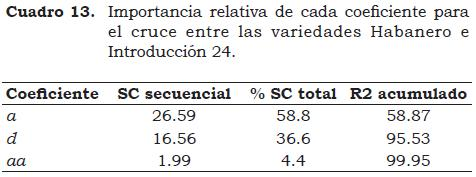 Cuadro 13. Importancia relativa de cada coeficiente para
el cruce entre las variedades Habanero e
Introducción 24.
Coeficiente SC secuencial % SC total R2 acumulado
a 26.59 58.8 58.87
d 16.56 36.6 95.53
aa 1.99 4.4 99.95